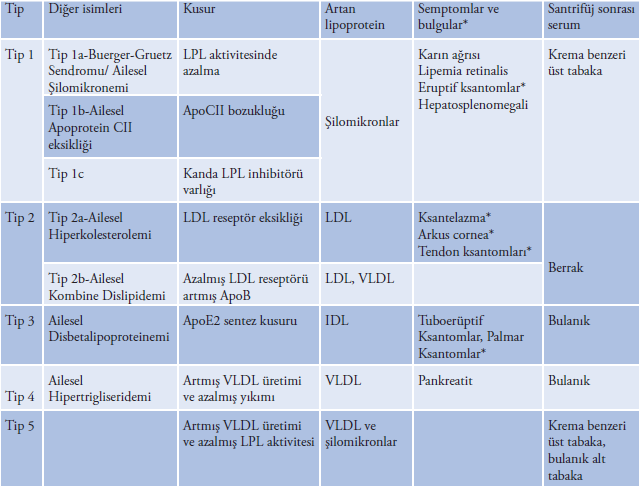 Tip
Diğer isimleri
Kusur
Artan
lipoprotein
Semptomlar ve
bulgular*
Santrifüj sonrası
serum
Tip 1
Tip 1a-Buerger-Gruetz
Sendromu/ Ailesel
Şilomikronemi
LPL aktivitesinde
azalma
Şilomikronlar
Karın ağrısı
Lipemia retinalis
Eruptif ksantomlar*
Hepatosplenomegali
Krema benzeri
üst tabaka
Tip 1b-Ailesel
Apoprotein CII
eksikliği
ApoCII bozukluğu
Tip 1c
Kanda LPL inhibitörü
varlığı
Tip 2
Tip 2a-Ailesel
Hiperkolesterolemi
LDL reseptör eksikliği
LDL
Ksantelazma*
Arkus cornea*
Tendon ksantomları*
Berrak
Tip 2b-Ailesel
Kombine Dislipidemi
Azalmış LDL reseptörü
artmış ApoB
LDL, VLDL
Tip 3
Ailesel
Disbetalipoproteinemi
ApoE2 sentez kusuru
IDL
Tuboerüptif
Ksantomlar, Palmar
Ksantomlar*
Bulanık
Tip 4
Ailesel
Hipertrigliseridemi
Artmış VLDL üretimi
ve azalmış yıkımı
VLDL
Pankreatit
Bulanık
Tip 5
Artmış VLDL üretimi
ve azalmış LPL aktivitesi
VLDL ve
şilomikronlar
Krema benzeri
üst tabaka,
bulanık alt
tabaka